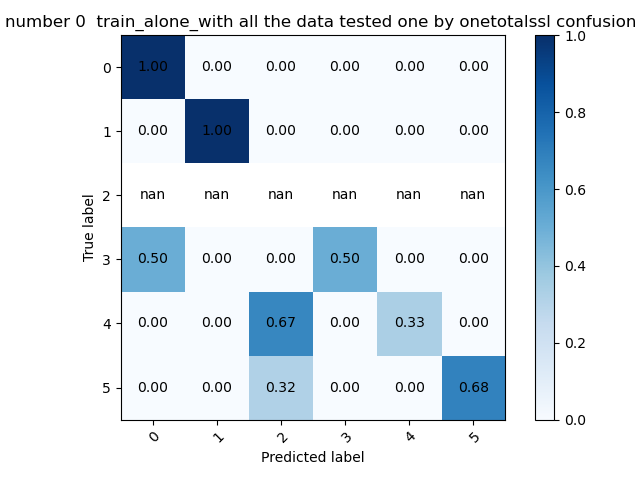 number 0  train_alone_with all the data tested one by onetotalssl confusion
1.0
0 1.00 0.00 0.00 0.00 0.00 0.00
0.8
1 0.00 1.00 0.00 0.00 0.00 0.00
0.6
2 nan nan nan nan nan nan
True label
3 0.50 0.00 0.00 0.50 0.00 0.00
0.4
4 0.00 0.00 0.67 0.00 0.33 0.00
0.2
5 0.00 0.00 0.32 0.00 0.00 0.68
0.0
0 1 2 3 4 5
Predicted label